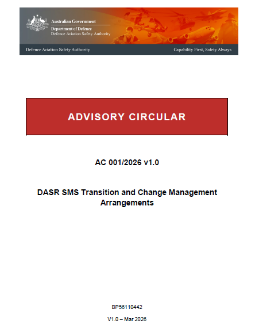 Australian Government
Department of Defence
Defence Aviation Safety Authority
Defence Aviation Safety Authority
Capability First, Safety Always
ADVISORY CIRCULAR
AC 001/2026 v1.0
DASR SMS Transition and Change Management
Arrangements
BP56110442
V1.0 – Mar 2026